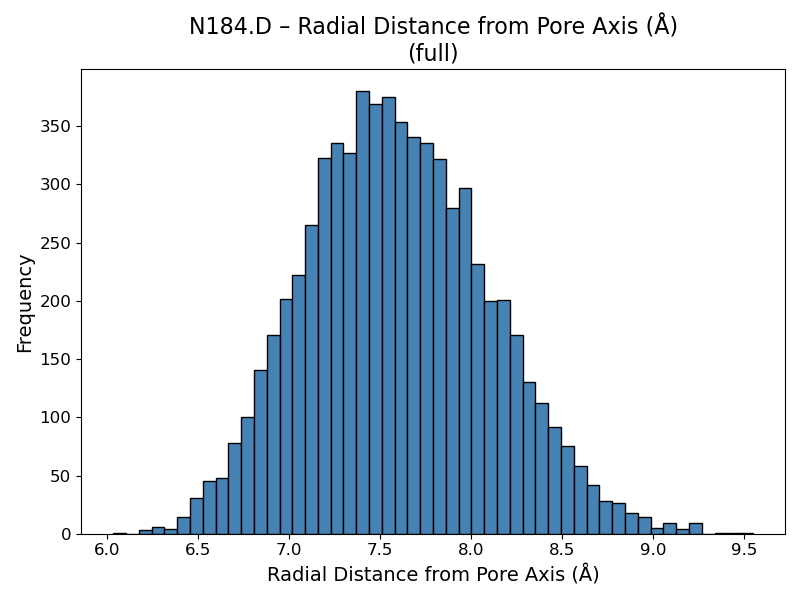 N184.D – Radial Distance from Pore Axis (Å)
(full)
Frequency
350
300
250
200
150
100
50
0
6.0 6.5 7.0 7.5 8.0 8.5 9.0 9.5
Radial Distance from Pore Axis (Å)